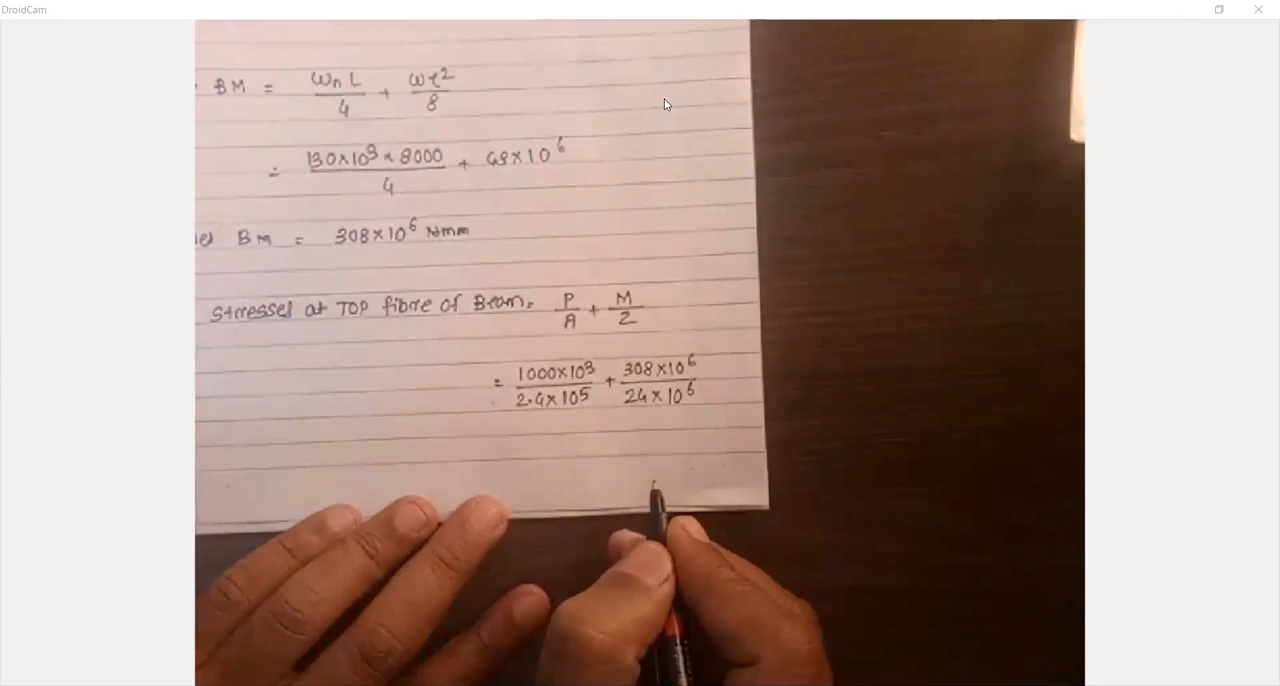 DroidCam
BM = WnL/4 + wl²/8
= 130×10³×8000/4 + 48×10⁶
BM = 308×10⁶ Nmm
Stresses at TOP fibre of Beam = P/A + M/Z
= 1000×10³/2.4×10⁵ + 308×10⁶/24×10⁶